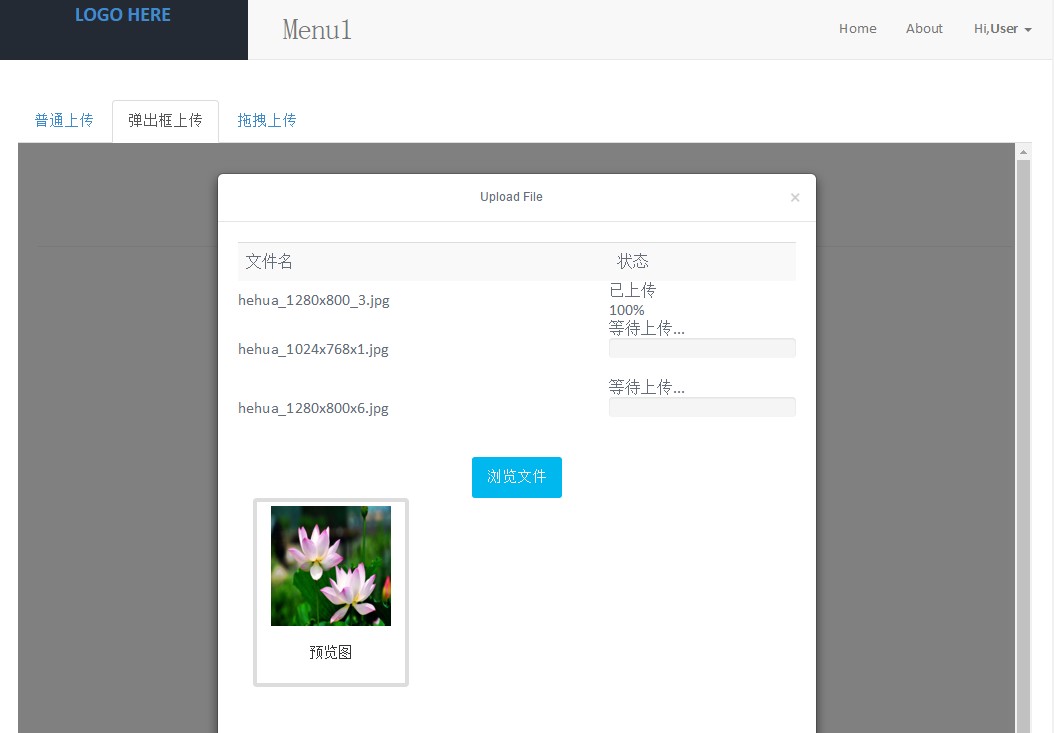 LOGO HERE
Menu1
Home About Hi,User
普通上传 弹出框上传 拖拽上传
Upload File ×
文件名 状态
hehua_1280x800_3.jpg
已上传
100%
等待上传...
hehua_1024x768x1.jpg
等待上传...
hehua_1280x800x6.jpg
浏览文件
预览图